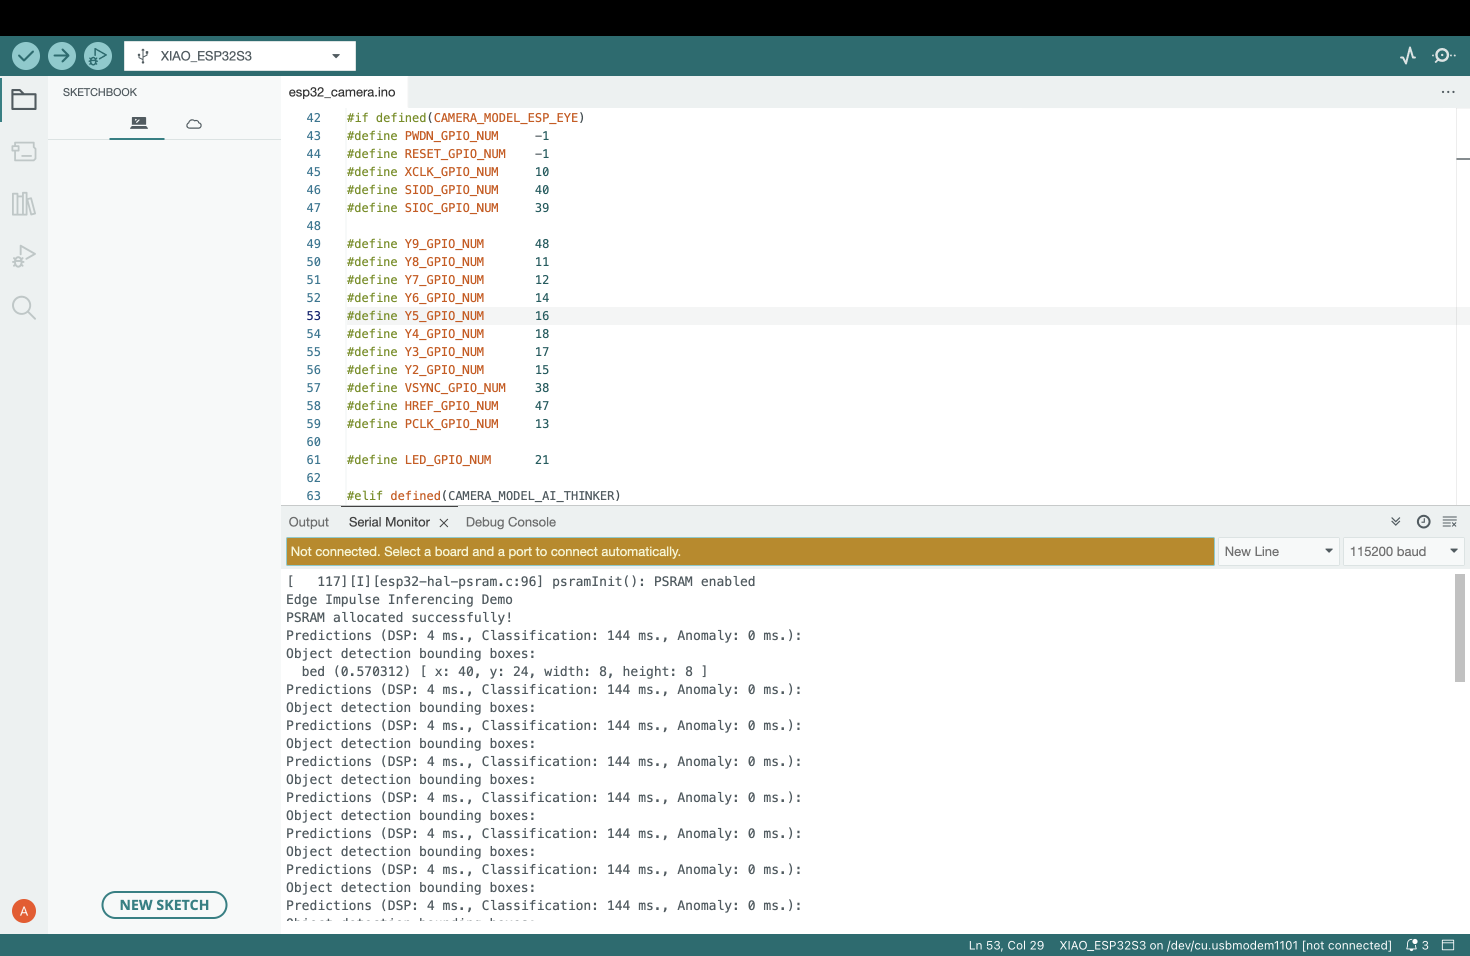 XIAO_ESP32S3
SKETCHBOOK
esp32_camera.ino
42 #if defined(CAMERA_MODEL_ESP_EYE)
43 #define PWDN_GPIO_NUM -1
44 #define RESET_GPIO_NUM -1
45 #define XCLK_GPIO_NUM 10
46 #define SIOD_GPIO_NUM 40
47 #define SIOC_GPIO_NUM 39
48
49 #define Y9_GPIO_NUM 48
50 #define Y8_GPIO_NUM 11
51 #define Y7_GPIO_NUM 12
52 #define Y6_GPIO_NUM 14
53 #define Y5_GPIO_NUM 16
54 #define Y4_GPIO_NUM 18
55 #define Y3_GPIO_NUM 17
56 #define Y2_GPIO_NUM 15
57 #define VSYNC_GPIO_NUM 38
58 #define HREF_GPIO_NUM 47
59 #define PCLK_GPIO_NUM 13
60
61 #define LED_GPIO_NUM 21
62
63 #elif defined(CAMERA_MODEL_AI_THINKER)
Output Serial Monitor Debug Console
Not connected. Select a board and a port to connect automatically. New Line 115200 baud
[ 117][I][esp32-hal-psram.c:96] psramInit(): PSRAM enabled
Edge Impulse Inferencing Demo
PSRAM allocated successfully!
Predictions (DSP: 4 ms., Classification: 144 ms., Anomaly: 0 ms.):
Object detection bounding boxes:
bed (0.570312) [ x: 40, y: 24, width: 8, height: 8 ]
Predictions (DSP: 4 ms., Classification: 144 ms., Anomaly: 0 ms.):
Object detection bounding boxes:
Predictions (DSP: 4 ms., Classification: 144 ms., Anomaly: 0 ms.):
Object detection bounding boxes:
Predictions (DSP: 4 ms., Classification: 144 ms., Anomaly: 0 ms.):
Object detection bounding boxes:
Predictions (DSP: 4 ms., Classification: 144 ms., Anomaly: 0 ms.):
Object detection bounding boxes:
Predictions (DSP: 4 ms., Classification: 144 ms., Anomaly: 0 ms.):
Object detection bounding boxes:
Predictions (DSP: 4 ms., Classification: 144 ms., Anomaly: 0 ms.):
Object detection bounding boxes:
Predictions (DSP: 4 ms., Classification: 144 ms., Anomaly: 0 ms.):
A
NEW SKETCH
Ln 53, Col 29 XIAO_ESP32S3 on /dev/cu.usbmodem1101 [not connected] 3